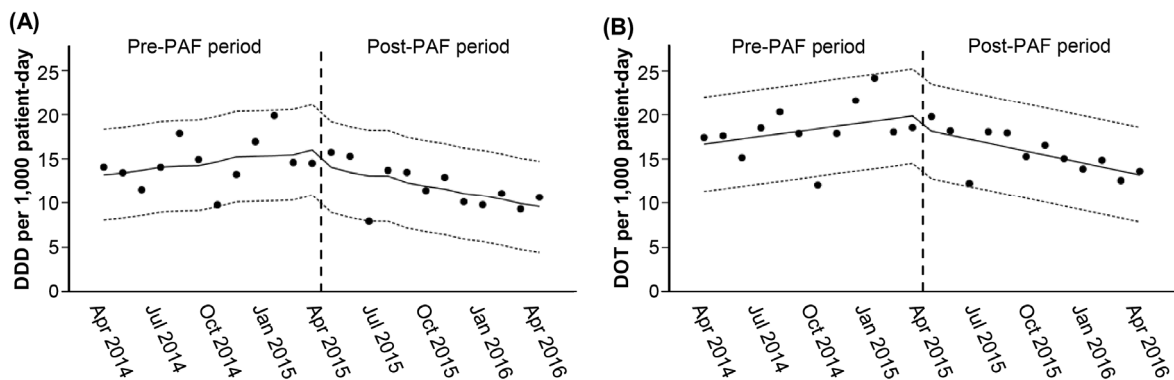 (A)
Pre-PAF period
Post-PAF period
DDD per 1,000 patient-day
25
20
15
10
5
0
Apr 2014
Jul 2014
Oct 2014
Jan 2015
Apr 2015
Jul 2015
Oct 2015
Jan 2016
Apr 2016
(B)
Pre-PAF period
Post-PAF period
DOT per 1,000 patient-day
25
20
15
10
5
0
Apr 2014
Jul 2014
Oct 2014
Jan 2015
Apr 2015
Jul 2015
Oct 2015
Jan 2016
Apr 2016